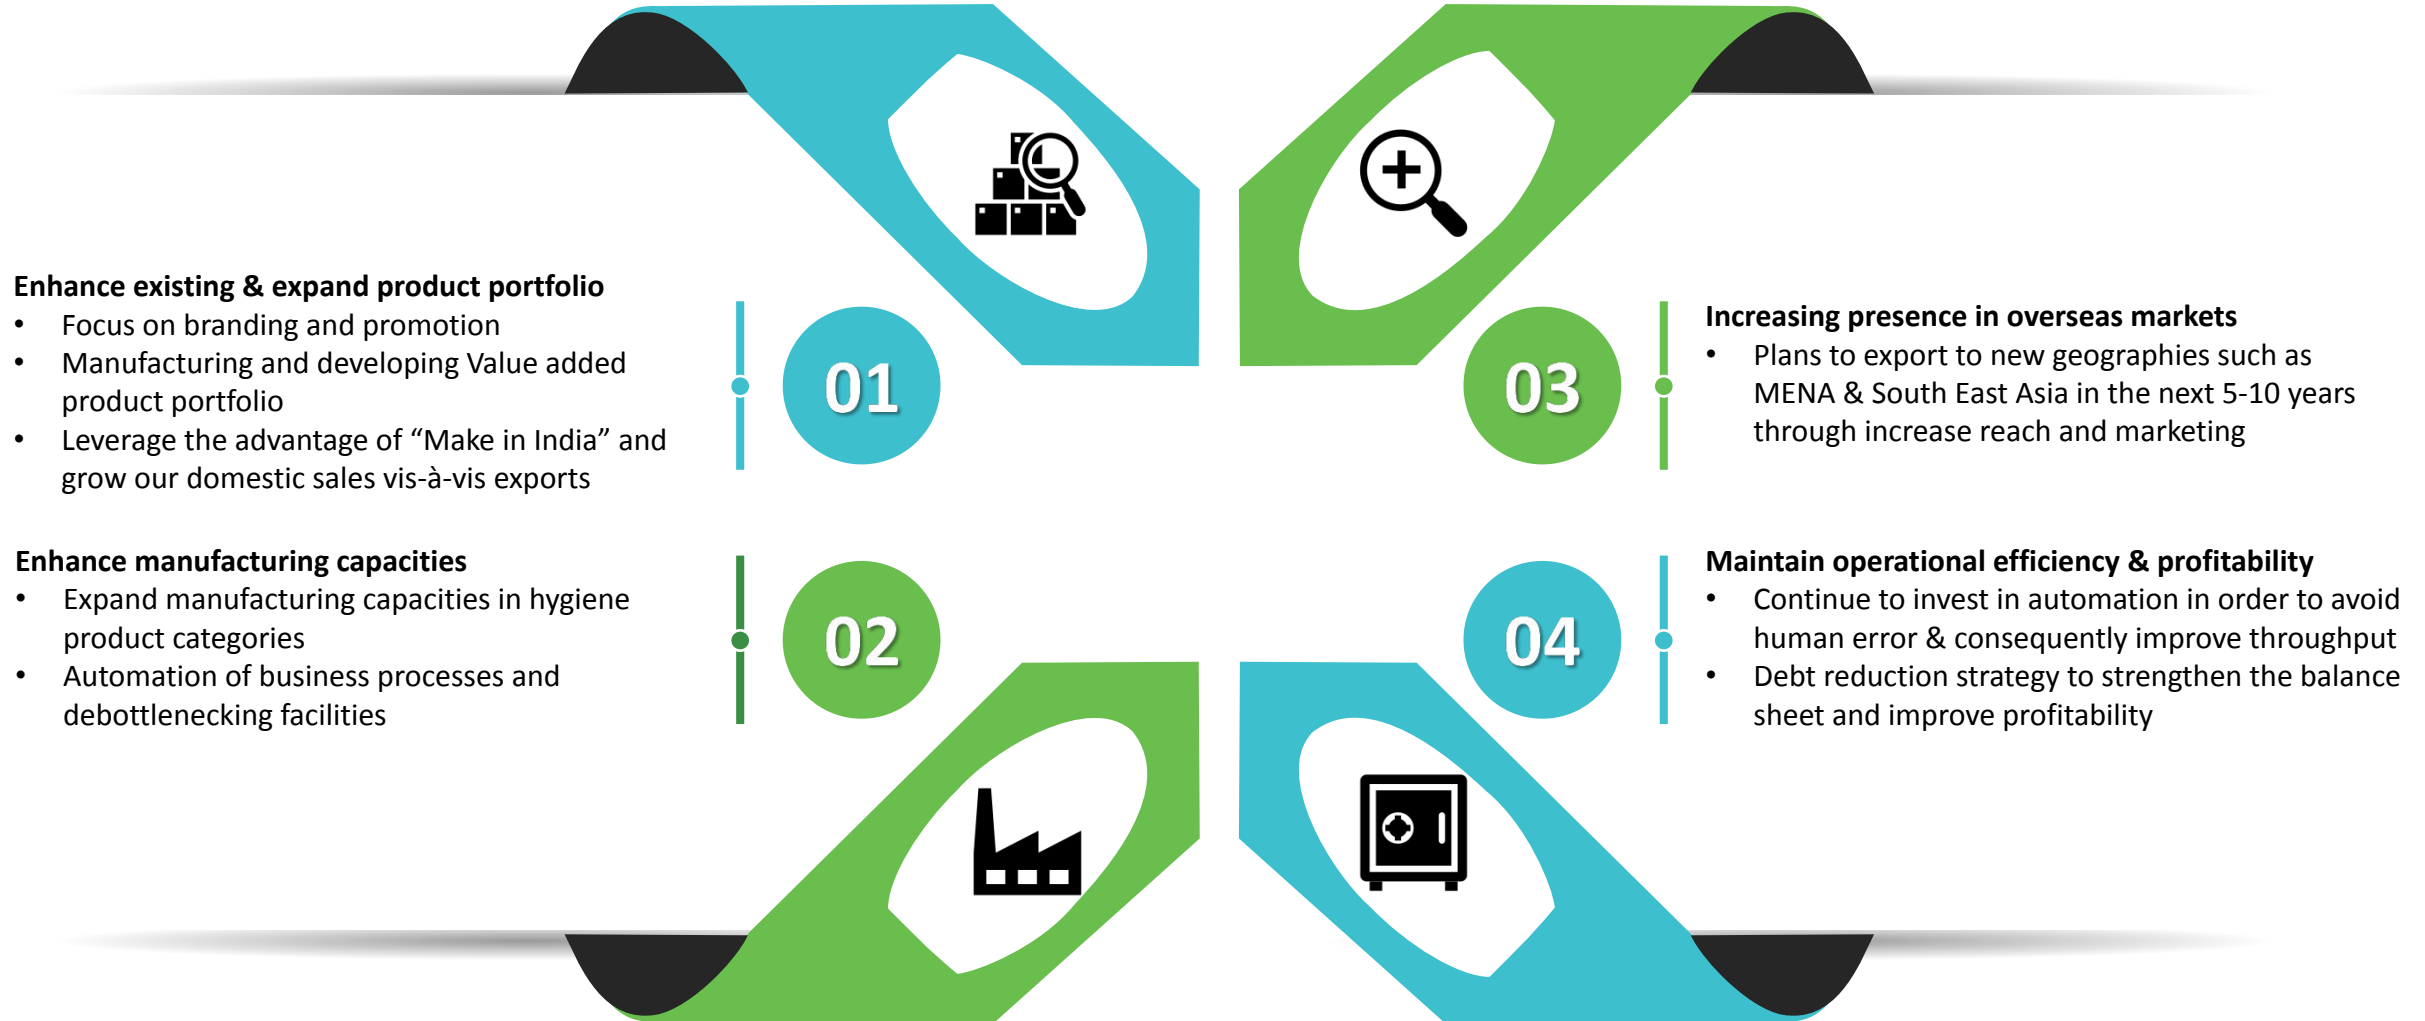 Enhance existing & expand product portfolio
• Focus on branding and promotion
• Manufacturing and developing Value added
product portfolio
• Leverage the advantage of “Make in India” and
grow our domestic sales vis-à-vis exports
01
Enhance manufacturing capacities
• Expand manufacturing capacities in hygiene
product categories
• Automation of business processes and
debottlenecking facilities
02
03
Increasing presence in overseas markets
• Plans to export to new geographies such as
MENA & South East Asia in the next 5-10 years
through increase reach and marketing
04
Maintain operational efficiency & profitability
• Continue to invest in automation in order to avoid
human error & consequently improve throughput
• Debt reduction strategy to strengthen the balance
sheet and improve profitability